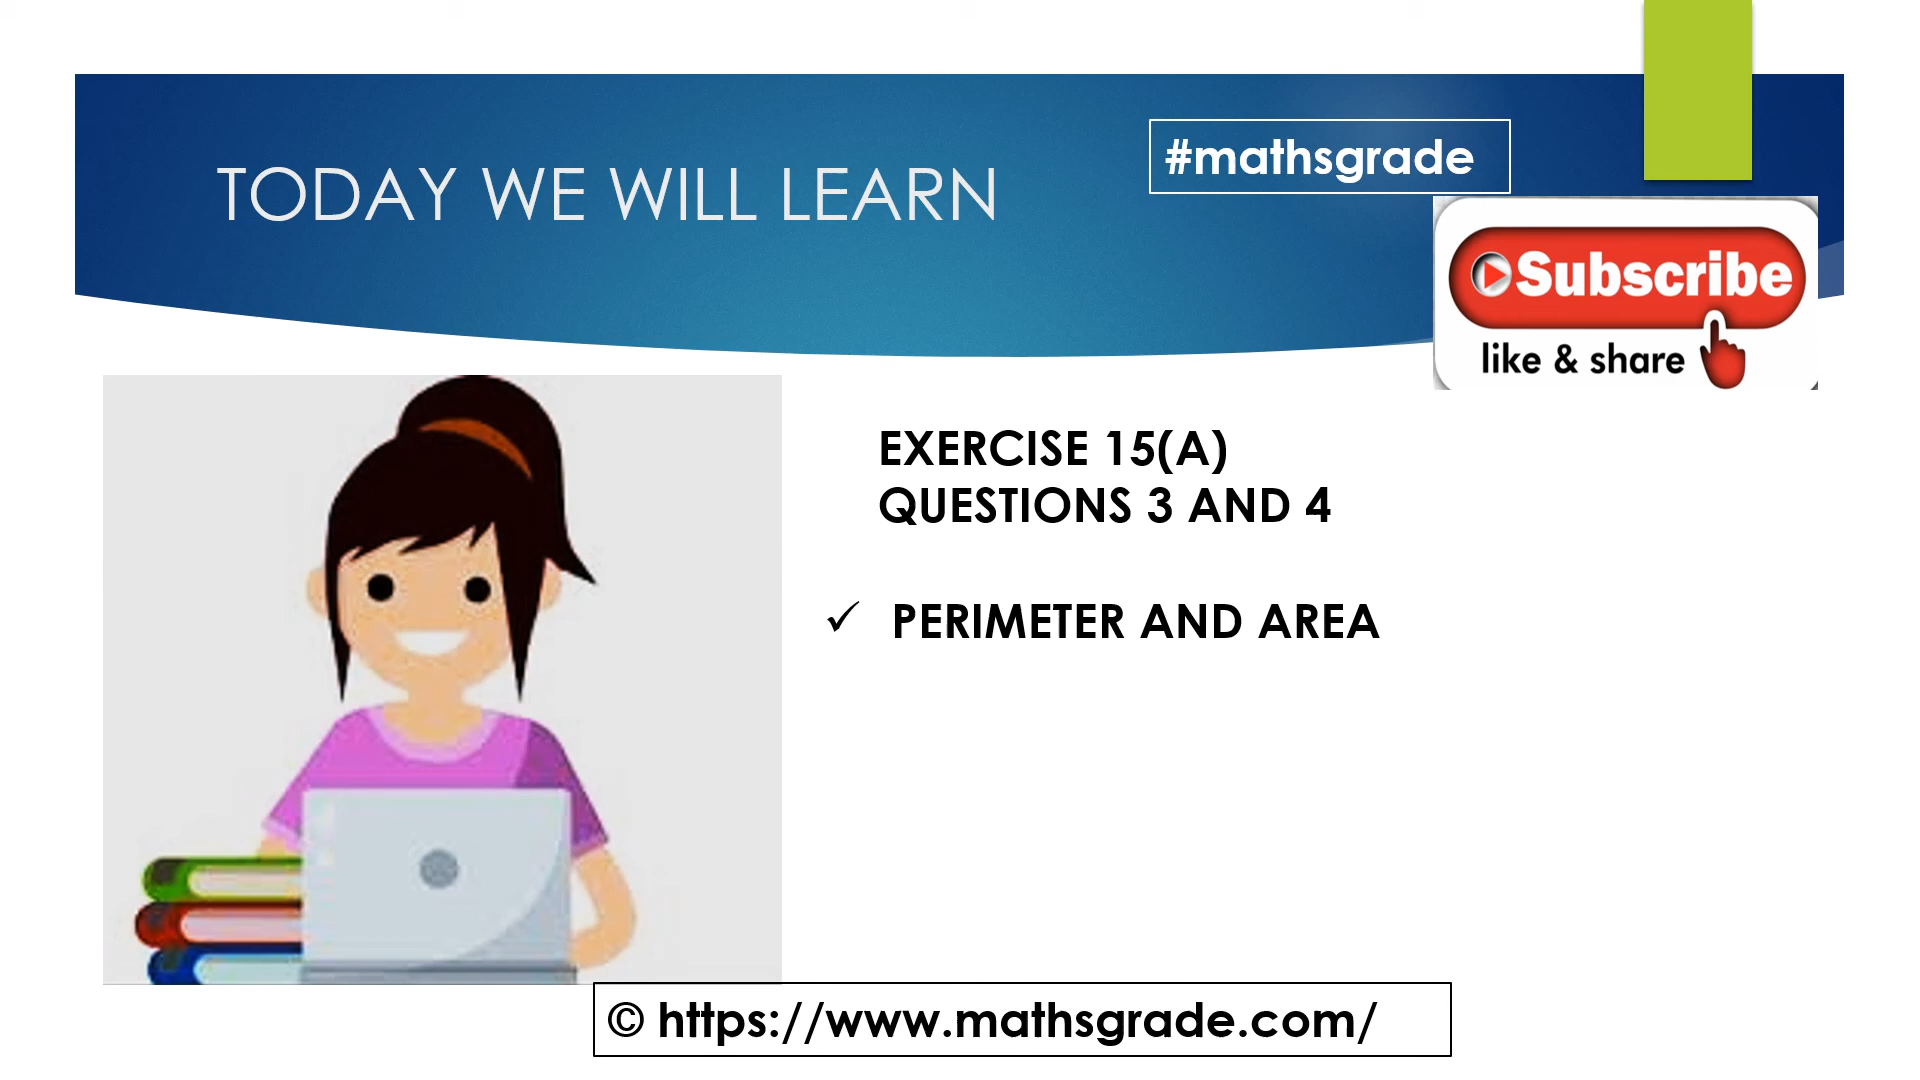 TODAY WE WILL LEARN
#mathsgrade
Subscribe
like & share
EXERCISE 15(A)
QUESTIONS 3 AND 4
✓ PERIMETER AND AREA
© https://www.mathsgrade.com/